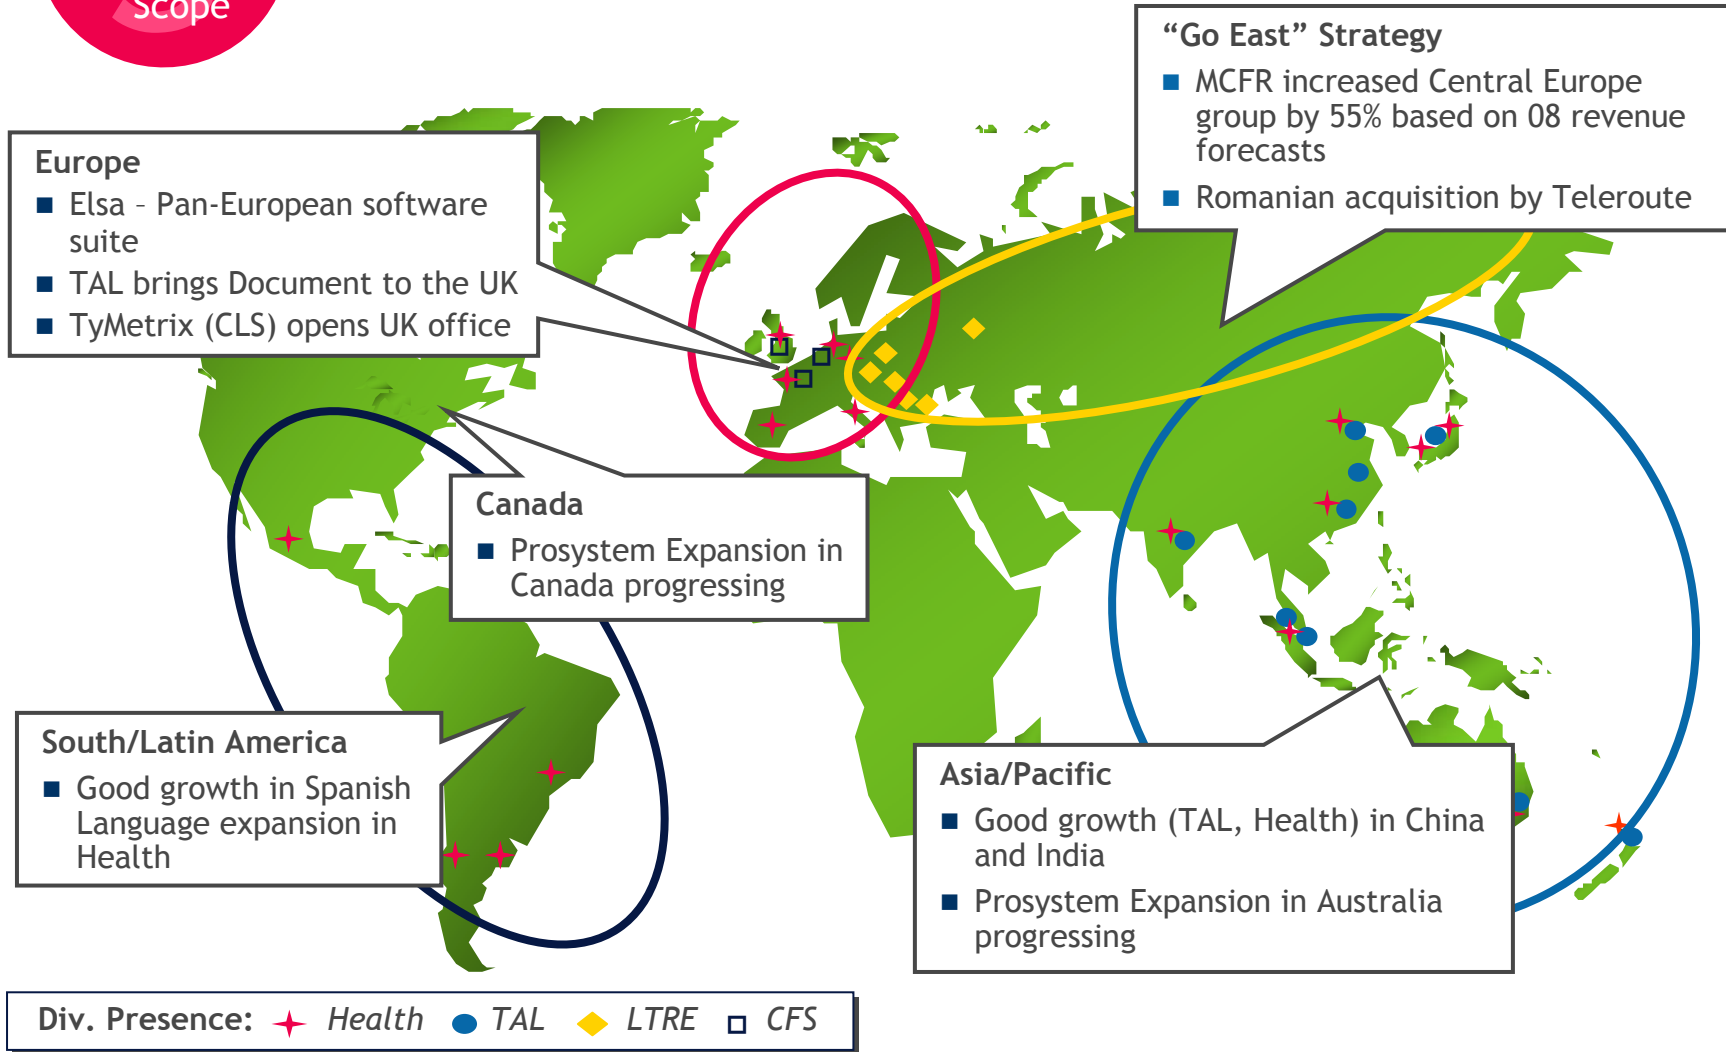 Scope
“Go East” Strategy
■ MCFR increased Central Europe
group by 55% based on 08 revenue
forecasts
■ Romanian acquisition by Teleroute
Europe
■ Elsa – Pan-European software
suite
■ TAL brings Document to the UK
■ TyMetrix (CLS) opens UK office
Canada
■ Prosystem Expansion in
Canada progressing
South/Latin America
■ Good growth in Spanish
Language expansion in
Health
Asia/Pacific
■ Good growth (TAL, Health) in China
and India
■ Prosystem Expansion in Australia
progressing
Div. Presence: Health TAL LTRE CFS